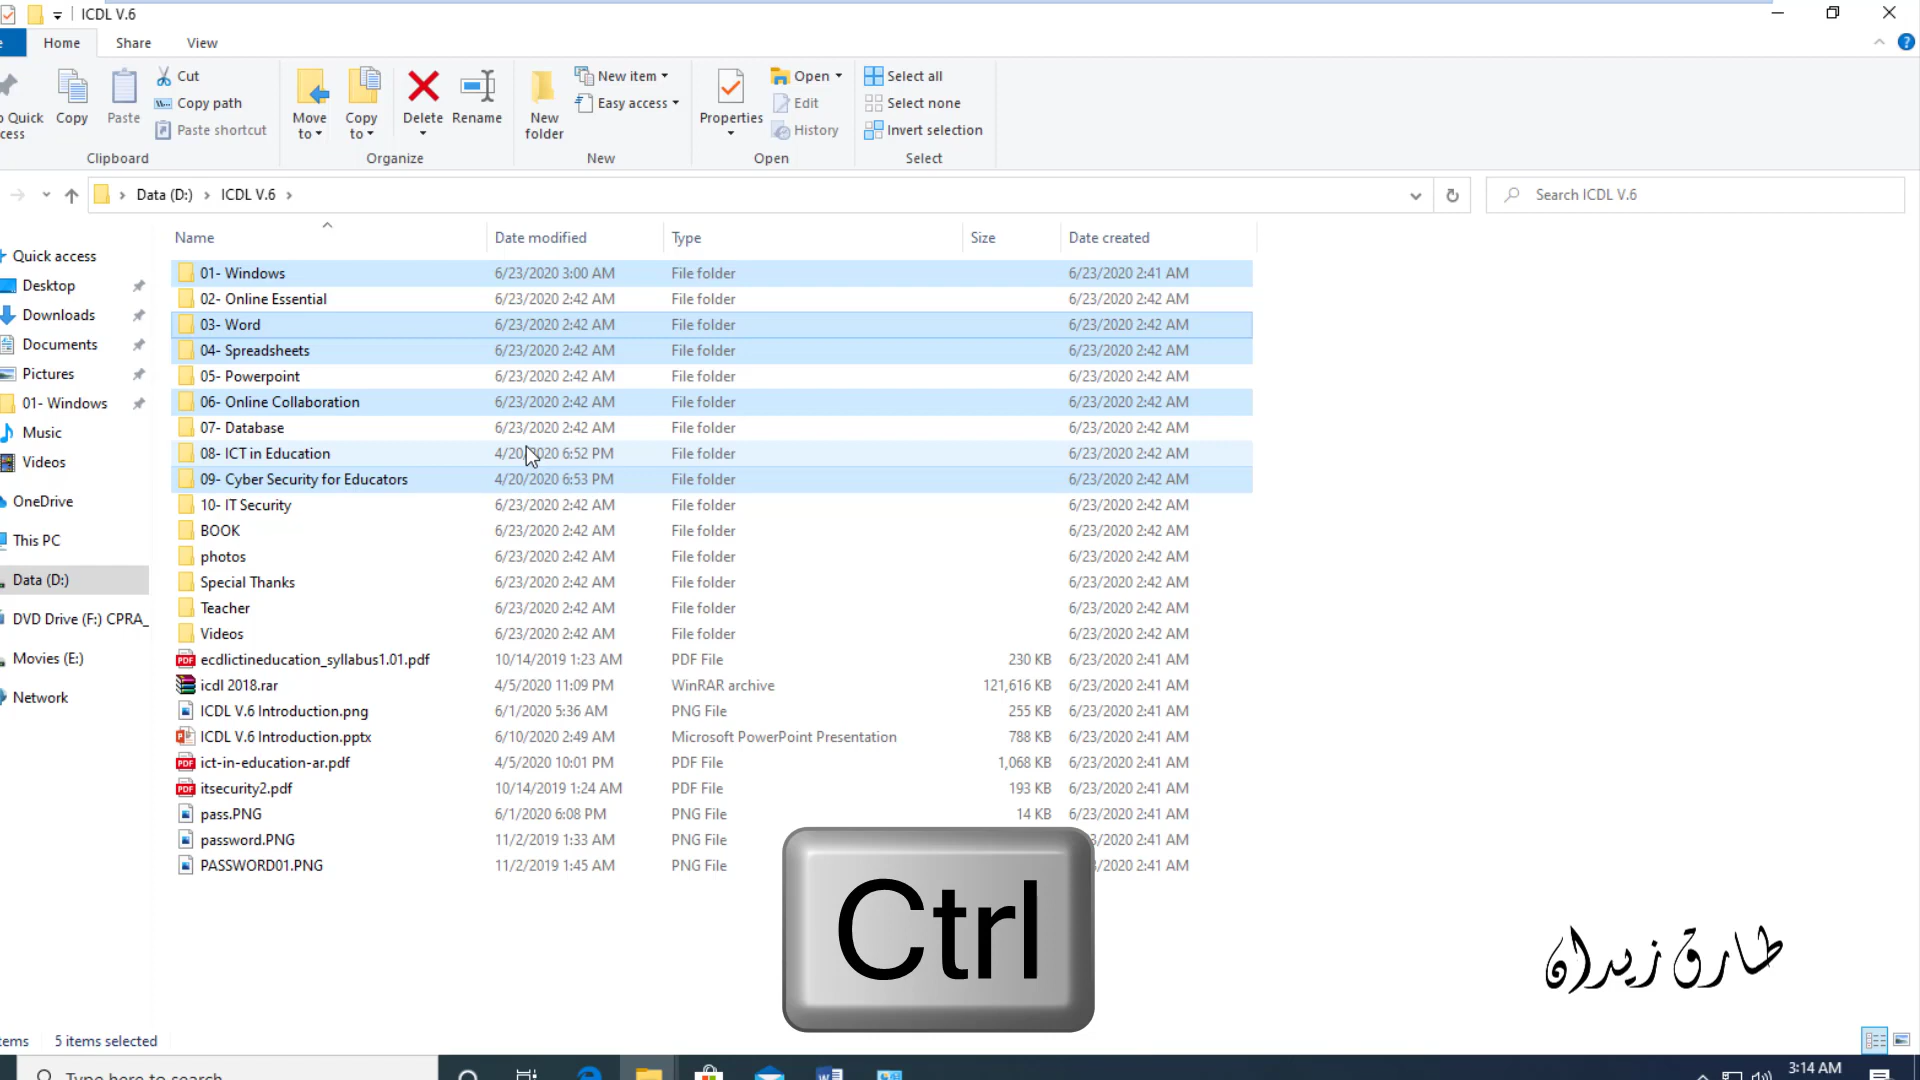 ICDL V.6
Home Share View
Cut
Copy path
Paste shortcut
Quick
Copy
Paste
Clipboard
Move to
Copy to
Delete
Rename
Organize
New folder
New item
Easy access
New
Properties
Open
Edit
History
Open
Select all
Select none
Invert selection
Select
Data (D:) ICDL V.6
Search ICDL V.6
Quick access
Desktop
Downloads
Documents
Pictures
01- Windows
Music
Videos
OneDrive
This PC
Data (D:)
DVD Drive (F:) CPRA_
Movies (E:)
Network
Name Date modified Type Size Date created
01- Windows 6/23/2020 3:00 AM File folder 6/23/2020 2:41 AM
02- Online Essential 6/23/2020 2:42 AM File folder 6/23/2020 2:42 AM
03- Word 6/23/2020 2:42 AM File folder 6/23/2020 2:42 AM
04- Spreadsheets 6/23/2020 2:42 AM File folder 6/23/2020 2:42 AM
05- Powerpoint 6/23/2020 2:42 AM File folder 6/23/2020 2:42 AM
06- Online Collaboration 6/23/2020 2:42 AM File folder 6/23/2020 2:42 AM
07- Database 6/23/2020 2:42 AM File folder 6/23/2020 2:42 AM
08- ICT in Education 4/20/2020 6:52 PM File folder 6/23/2020 2:42 AM
09- Cyber Security for Educators 4/20/2020 6:53 PM File folder 6/23/2020 2:42 AM
10- IT Security 6/23/2020 2:42 AM File folder 6/23/2020 2:42 AM
BOOK 6/23/2020 2:42 AM File folder 6/23/2020 2:42 AM
photos 6/23/2020 2:42 AM File folder 6/23/2020 2:42 AM
Special Thanks 6/23/2020 2:42 AM File folder 6/23/2020 2:42 AM
Teacher 6/23/2020 2:42 AM File folder 6/23/2020 2:42 AM
Videos 6/23/2020 2:42 AM File folder 6/23/2020 2:42 AM
ecdlictineducation_syllabus1.01.pdf 10/14/2019 1:23 AM PDF File 230 KB 6/23/2020 2:41 AM
icdl 2018.rar 4/5/2020 11:09 PM WinRAR archive 121,616 KB 6/23/2020 2:41 AM
ICDL V.6 Introduction.png 6/1/2020 5:36 AM PNG File 255 KB 6/23/2020 2:41 AM
ICDL V.6 Introduction.pptx 6/10/2020 2:49 AM Microsoft PowerPoint Presentation 788 KB 6/23/2020 2:41 AM
ict-in-education-ar.pdf 4/5/2020 10:01 PM PDF File 1,068 KB 6/23/2020 2:41 AM
itsecurity2.pdf 10/14/2019 1:24 AM PDF File 193 KB 6/23/2020 2:41 AM
pass.PNG 6/1/2020 6:08 PM PNG File 14 KB 6/23/2020 2:41 AM
password.PNG 11/2/2019 1:33 AM PNG File 2:41 AM
PASSWORD01.PNG 11/2/2019 1:45 AM PNG File 2:41 AM
Ctrl
طارق زيدان
5 items selected
Type here to search
3:14 AM